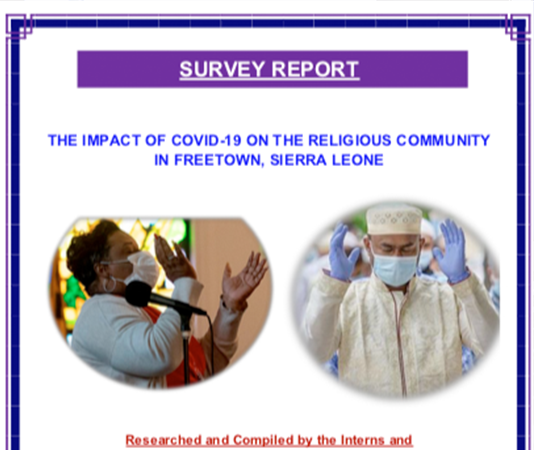 SURVEY REPORT
THE IMPACT OF COVID-19 ON THE RELIGIOUS COMMUNITY
IN FREETOWN, SIERRA LEONE
Researched and Compiled by the Interns and